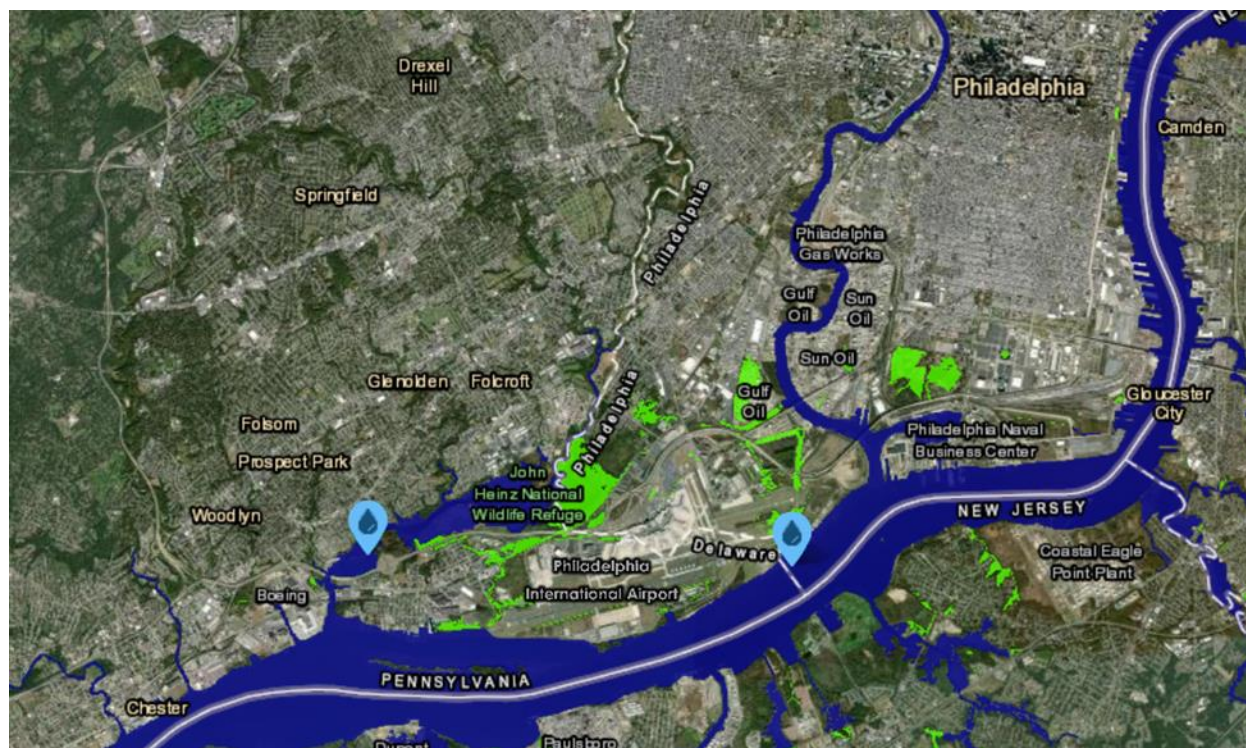 Drexel
Hill
Philadelphia
Camden
Springfield
Philadelphia
Philadelphia
Gas Works
Gulf
Oil
Sun
Oil
Sun Oil
Glenolden
Folcroft
Philadelphia
Gulf
Oil
Gloucester
City
Folsom
Prospect Park
Philadelphia Naval
Business Center
John
Heinz National
Wildlife Refuge
Woodlyn
NEW JERSEY
Delaware
Coastal Eagle
Point Plant
Philadelphia
International Airport
Boeing
PENNSYLVANIA
Chester
Paulsboro